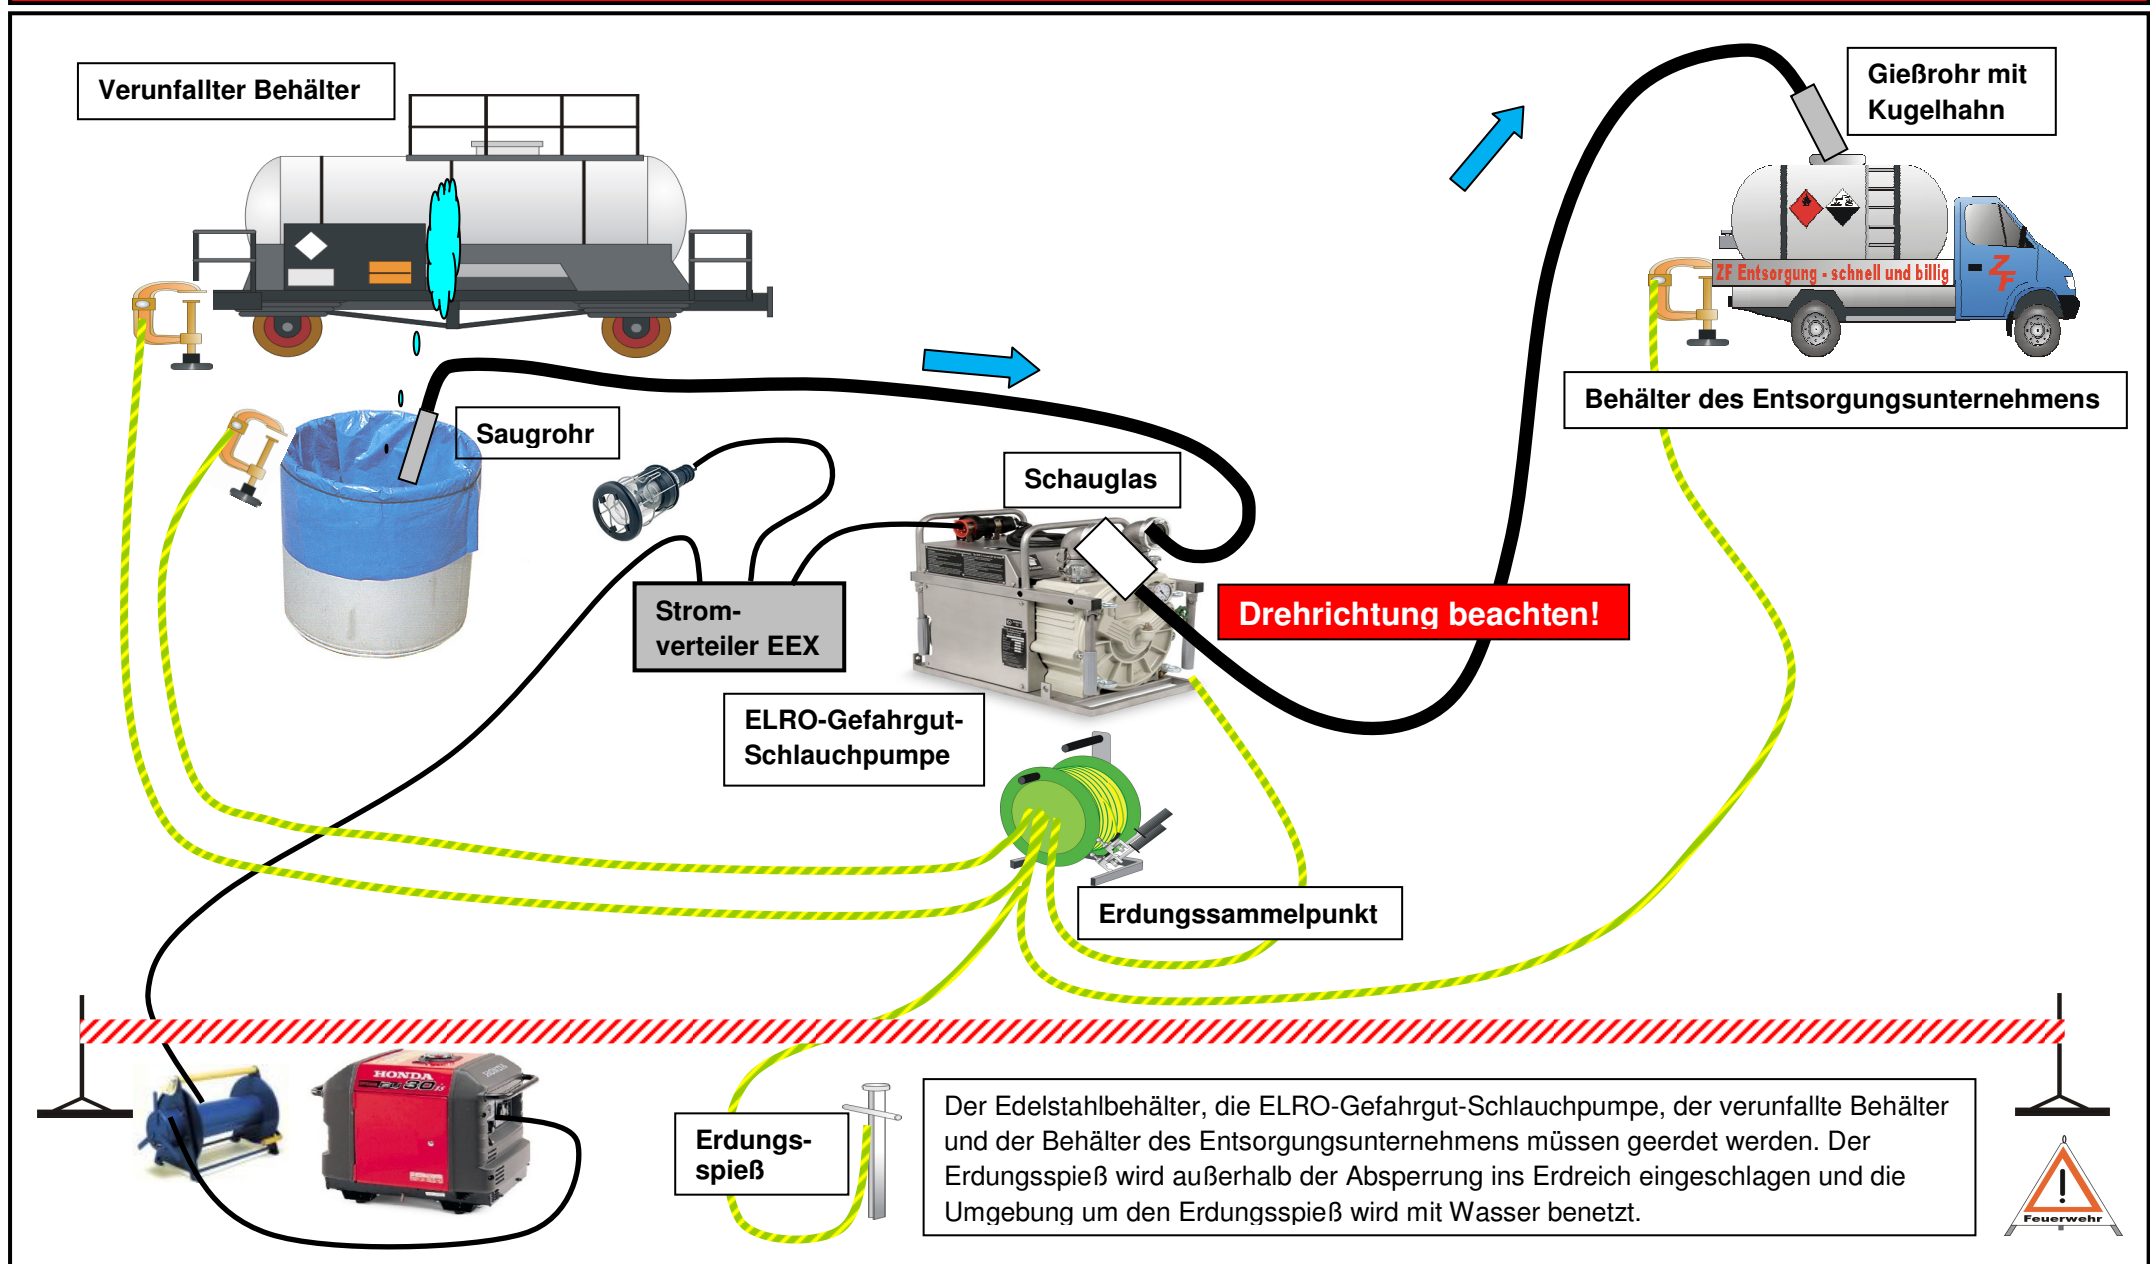 Verunfallter Behälter
Gießrohr mit
Kugelhahn
ZF Entsorgung - schnell und billig
ZF
Behälter des Entsorgungsunternehmens
Saugrohr
Schauglas
Strom-
verteiler EEX
Drehrichtung beachten!
ELRO-Gefahrgut-
Schlauchpumpe
Erdungssammelpunkt
HONDA
HONDA
Erdungs-
spieß
Der Edelstahlbehälter, die ELRO-Gefahrgut-Schlauchpumpe, der verunfallte Behälter
und der Behälter des Entsorgungsunternehmens müssen geerdet werden. Der
Erdungsspieß wird außerhalb der Absperrung ins Erdreich eingeschlagen und die
Umgebung um den Erdungsspieß wird mit Wasser benetzt.
!
Feuerwehr